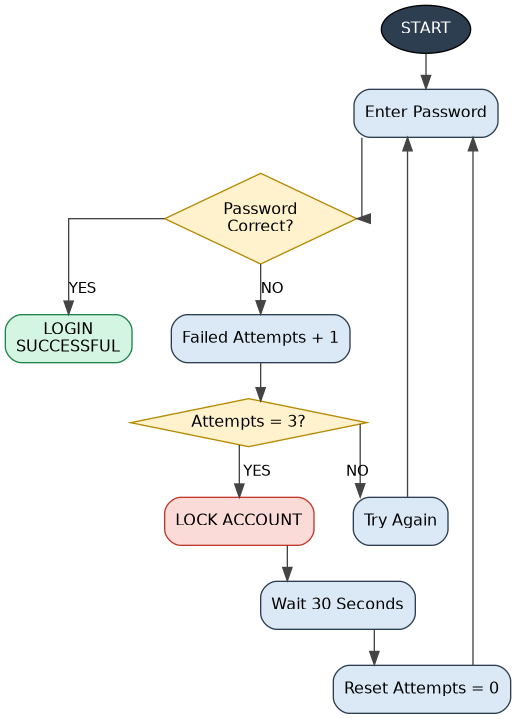 START
Enter Password
Password
Correct?
YES
NO
LOGIN
SUCCESSFUL
Failed Attempts + 1
Attempts = 3?
YES
NO
LOCK ACCOUNT
Try Again
Wait 30 Seconds
Reset Attempts = 0